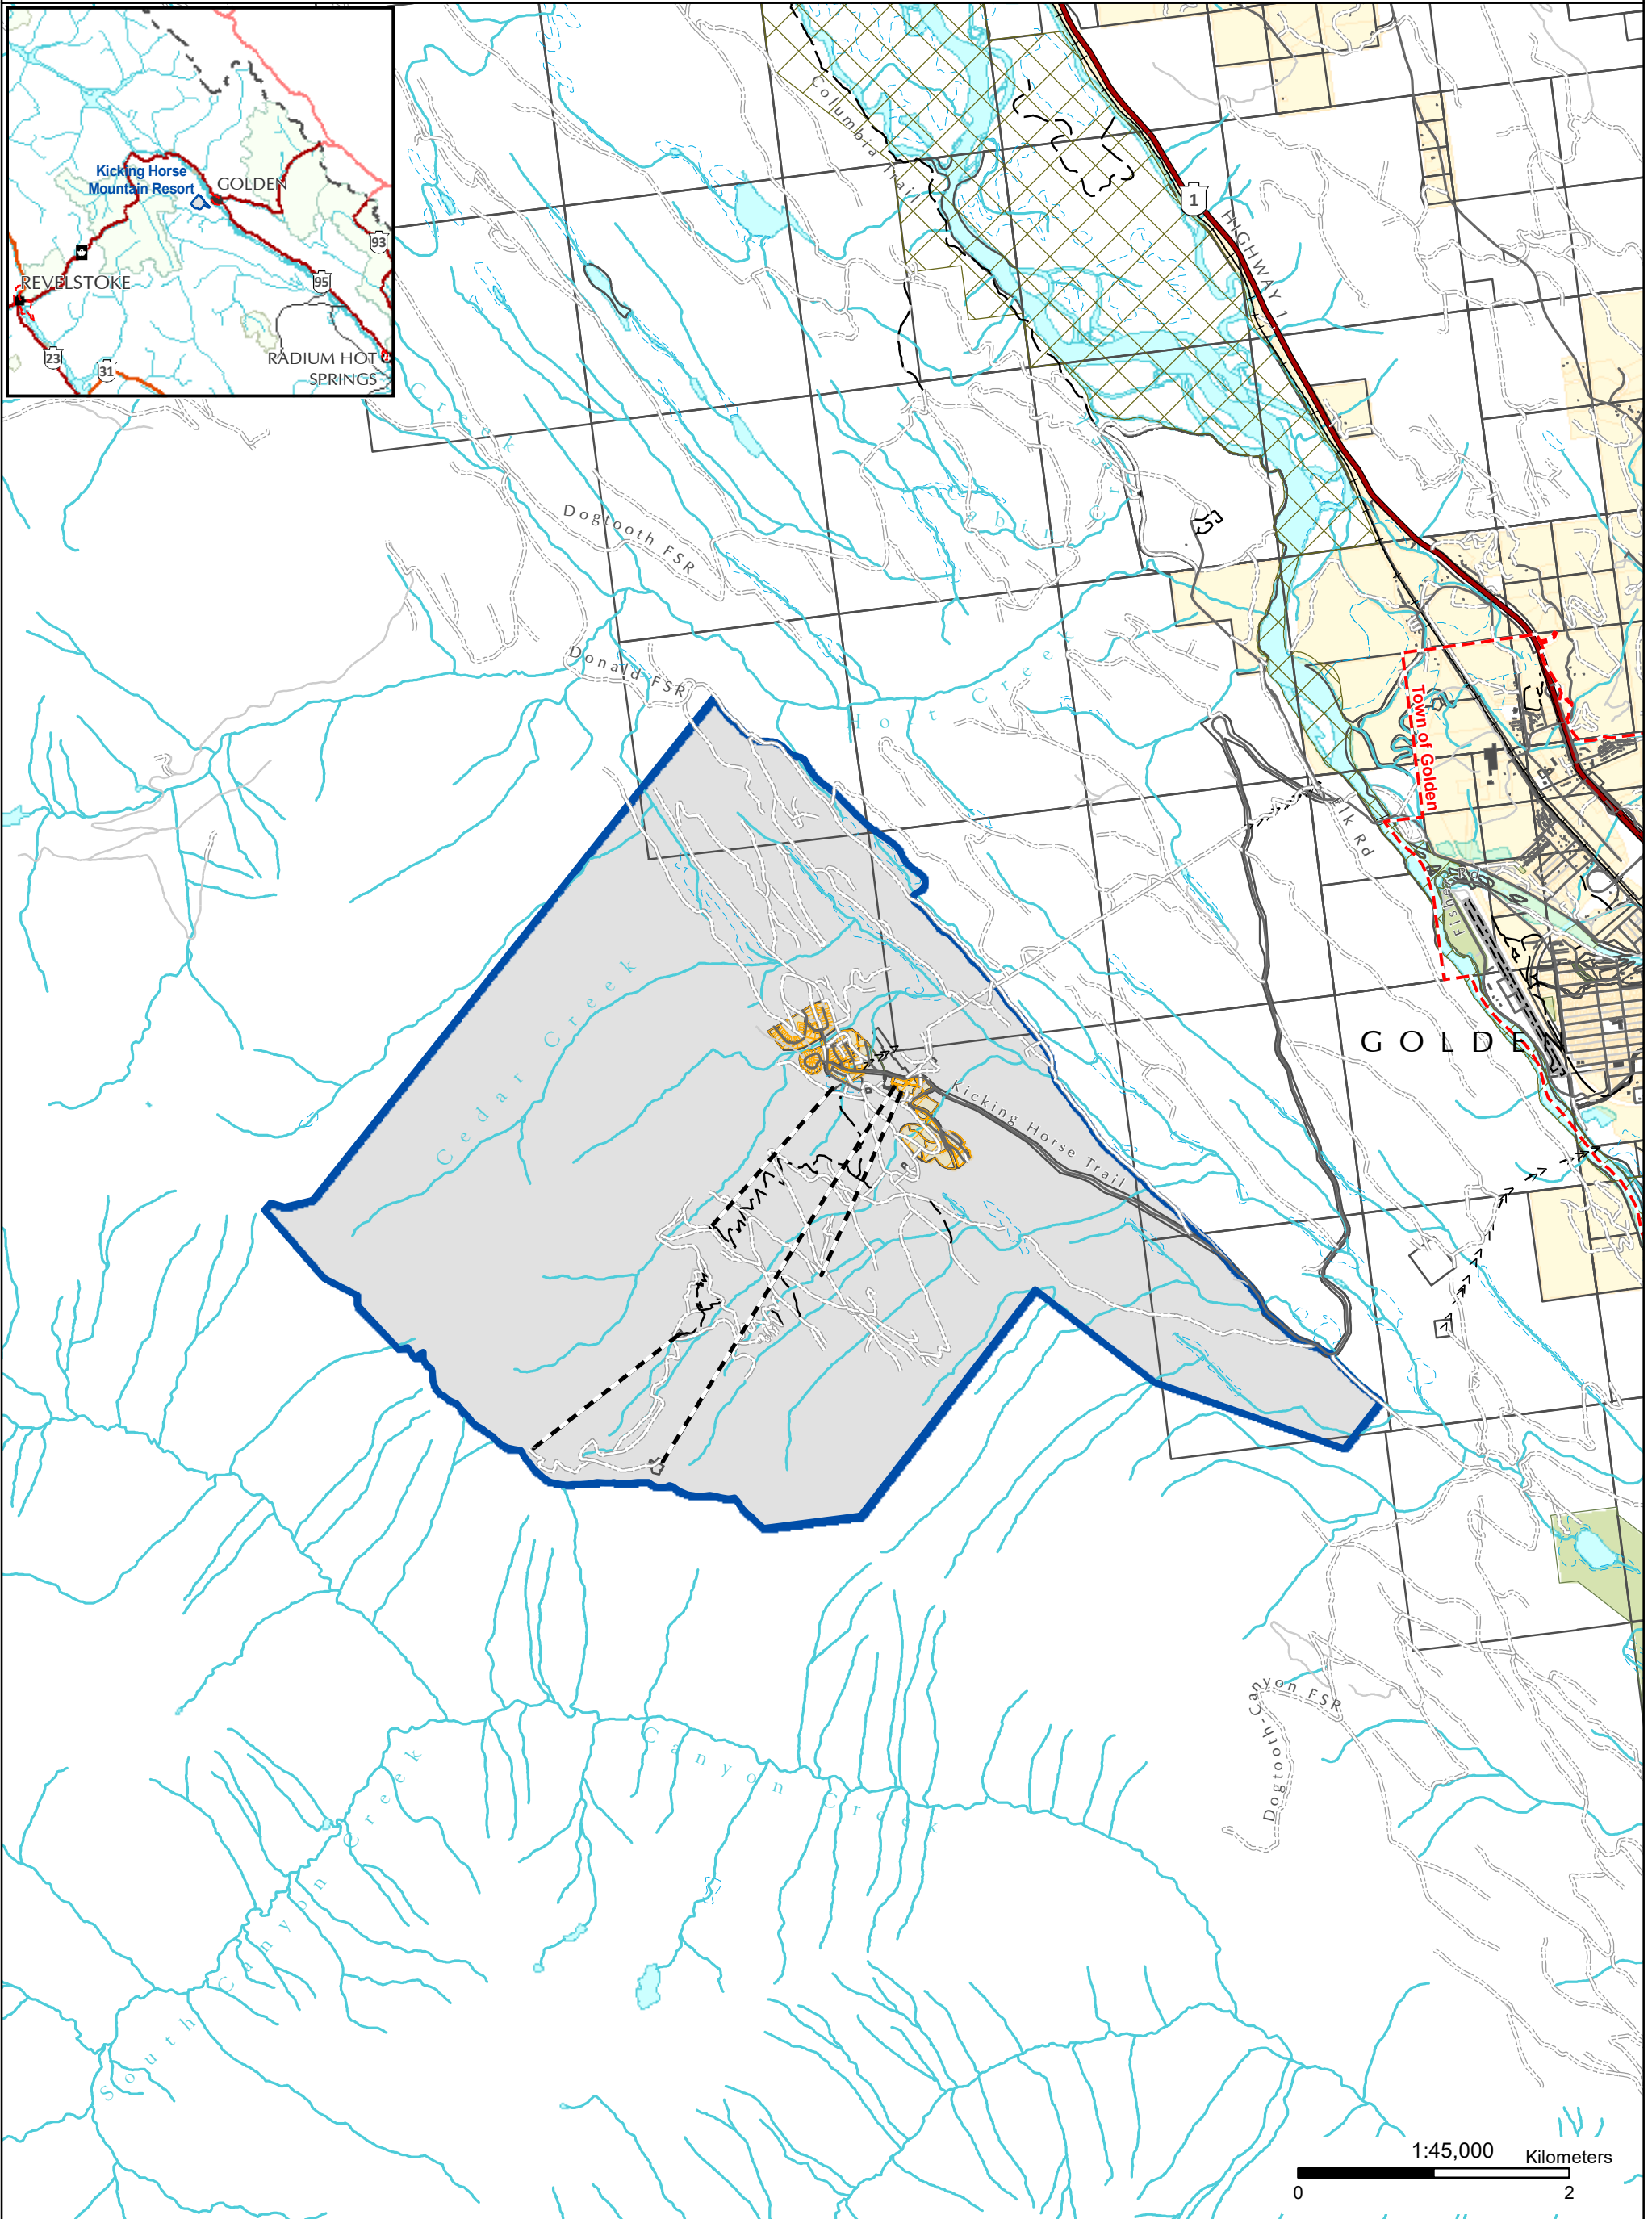 Kicking Horse
Mountain Resort
GOLDEN
93
REVELSTOKE
95
23
31
RADIUM HOT
SPRINGS
Columbia Trail
1
HIGHWAY 1
Creek
Dogtooth FSR
Donald FSR
Holt Creek
Town of Golden
Rd
Cedar Creek
GOLDEN
Kicking Horse Trail
Dogtooth-Canyon FSR
Canyon Creek
South Canyon Creek
1:45,000 Kilometers
0 2